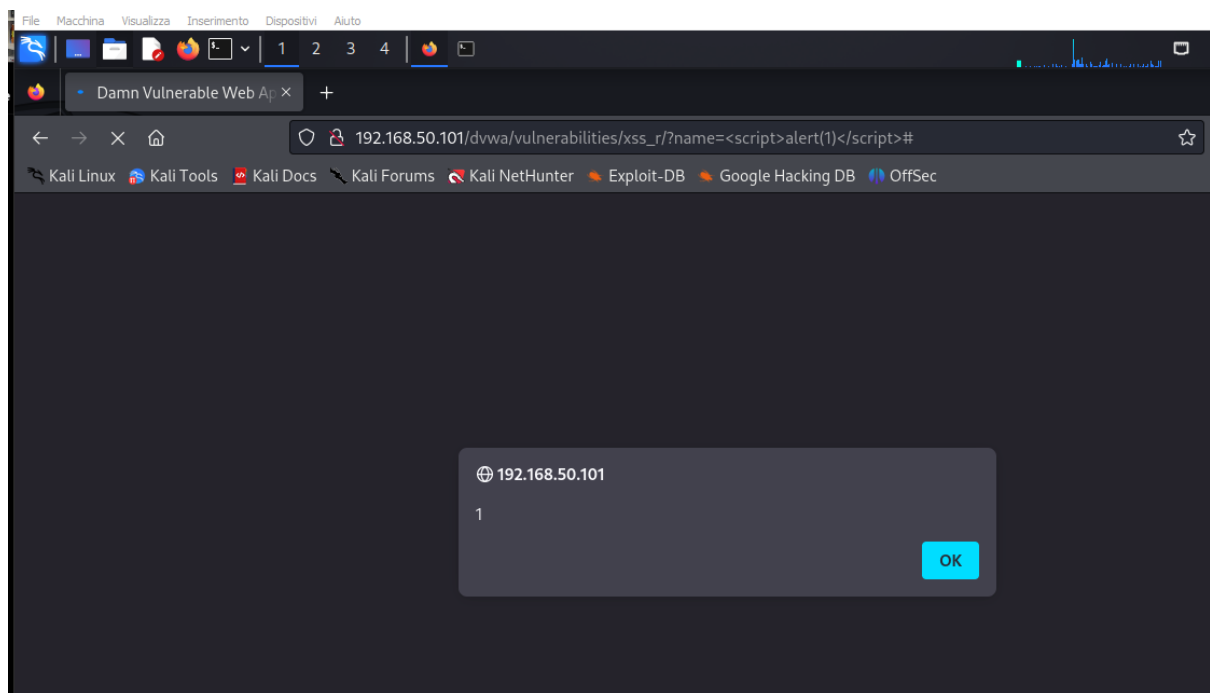 File Macchina Visualizza Inserimento Dispositivi Aiuto
1 2 3 4
Damn Vulnerable Web Ap
192.168.50.101/dvwa/vulnerabilities/xss_r/?name=<script>alert(1)</script>#
Kali Linux Kali Tools Kali Docs Kali Forums Kali NetHunter Exploit-DB Google Hacking DB OffSec
192.168.50.101
1
OK